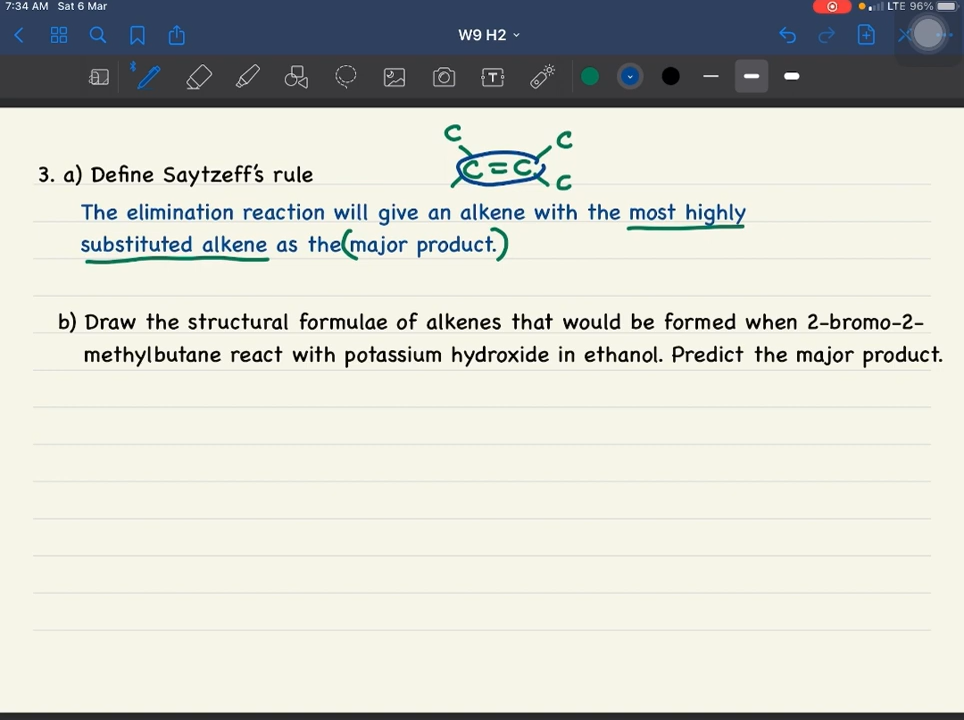 7:34 AM Sat 6 Mar
LTE 96%
W9 H2
T
C C
C = C
C
3. a) Define Saytzeff's rule
The elimination reaction will give an alkene with the most highly
substituted alkene as the (major product.)
b) Draw the structural formulae of alkenes that would be formed when 2-bromo-2-
methylbutane react with potassium hydroxide in ethanol. Predict the major product.